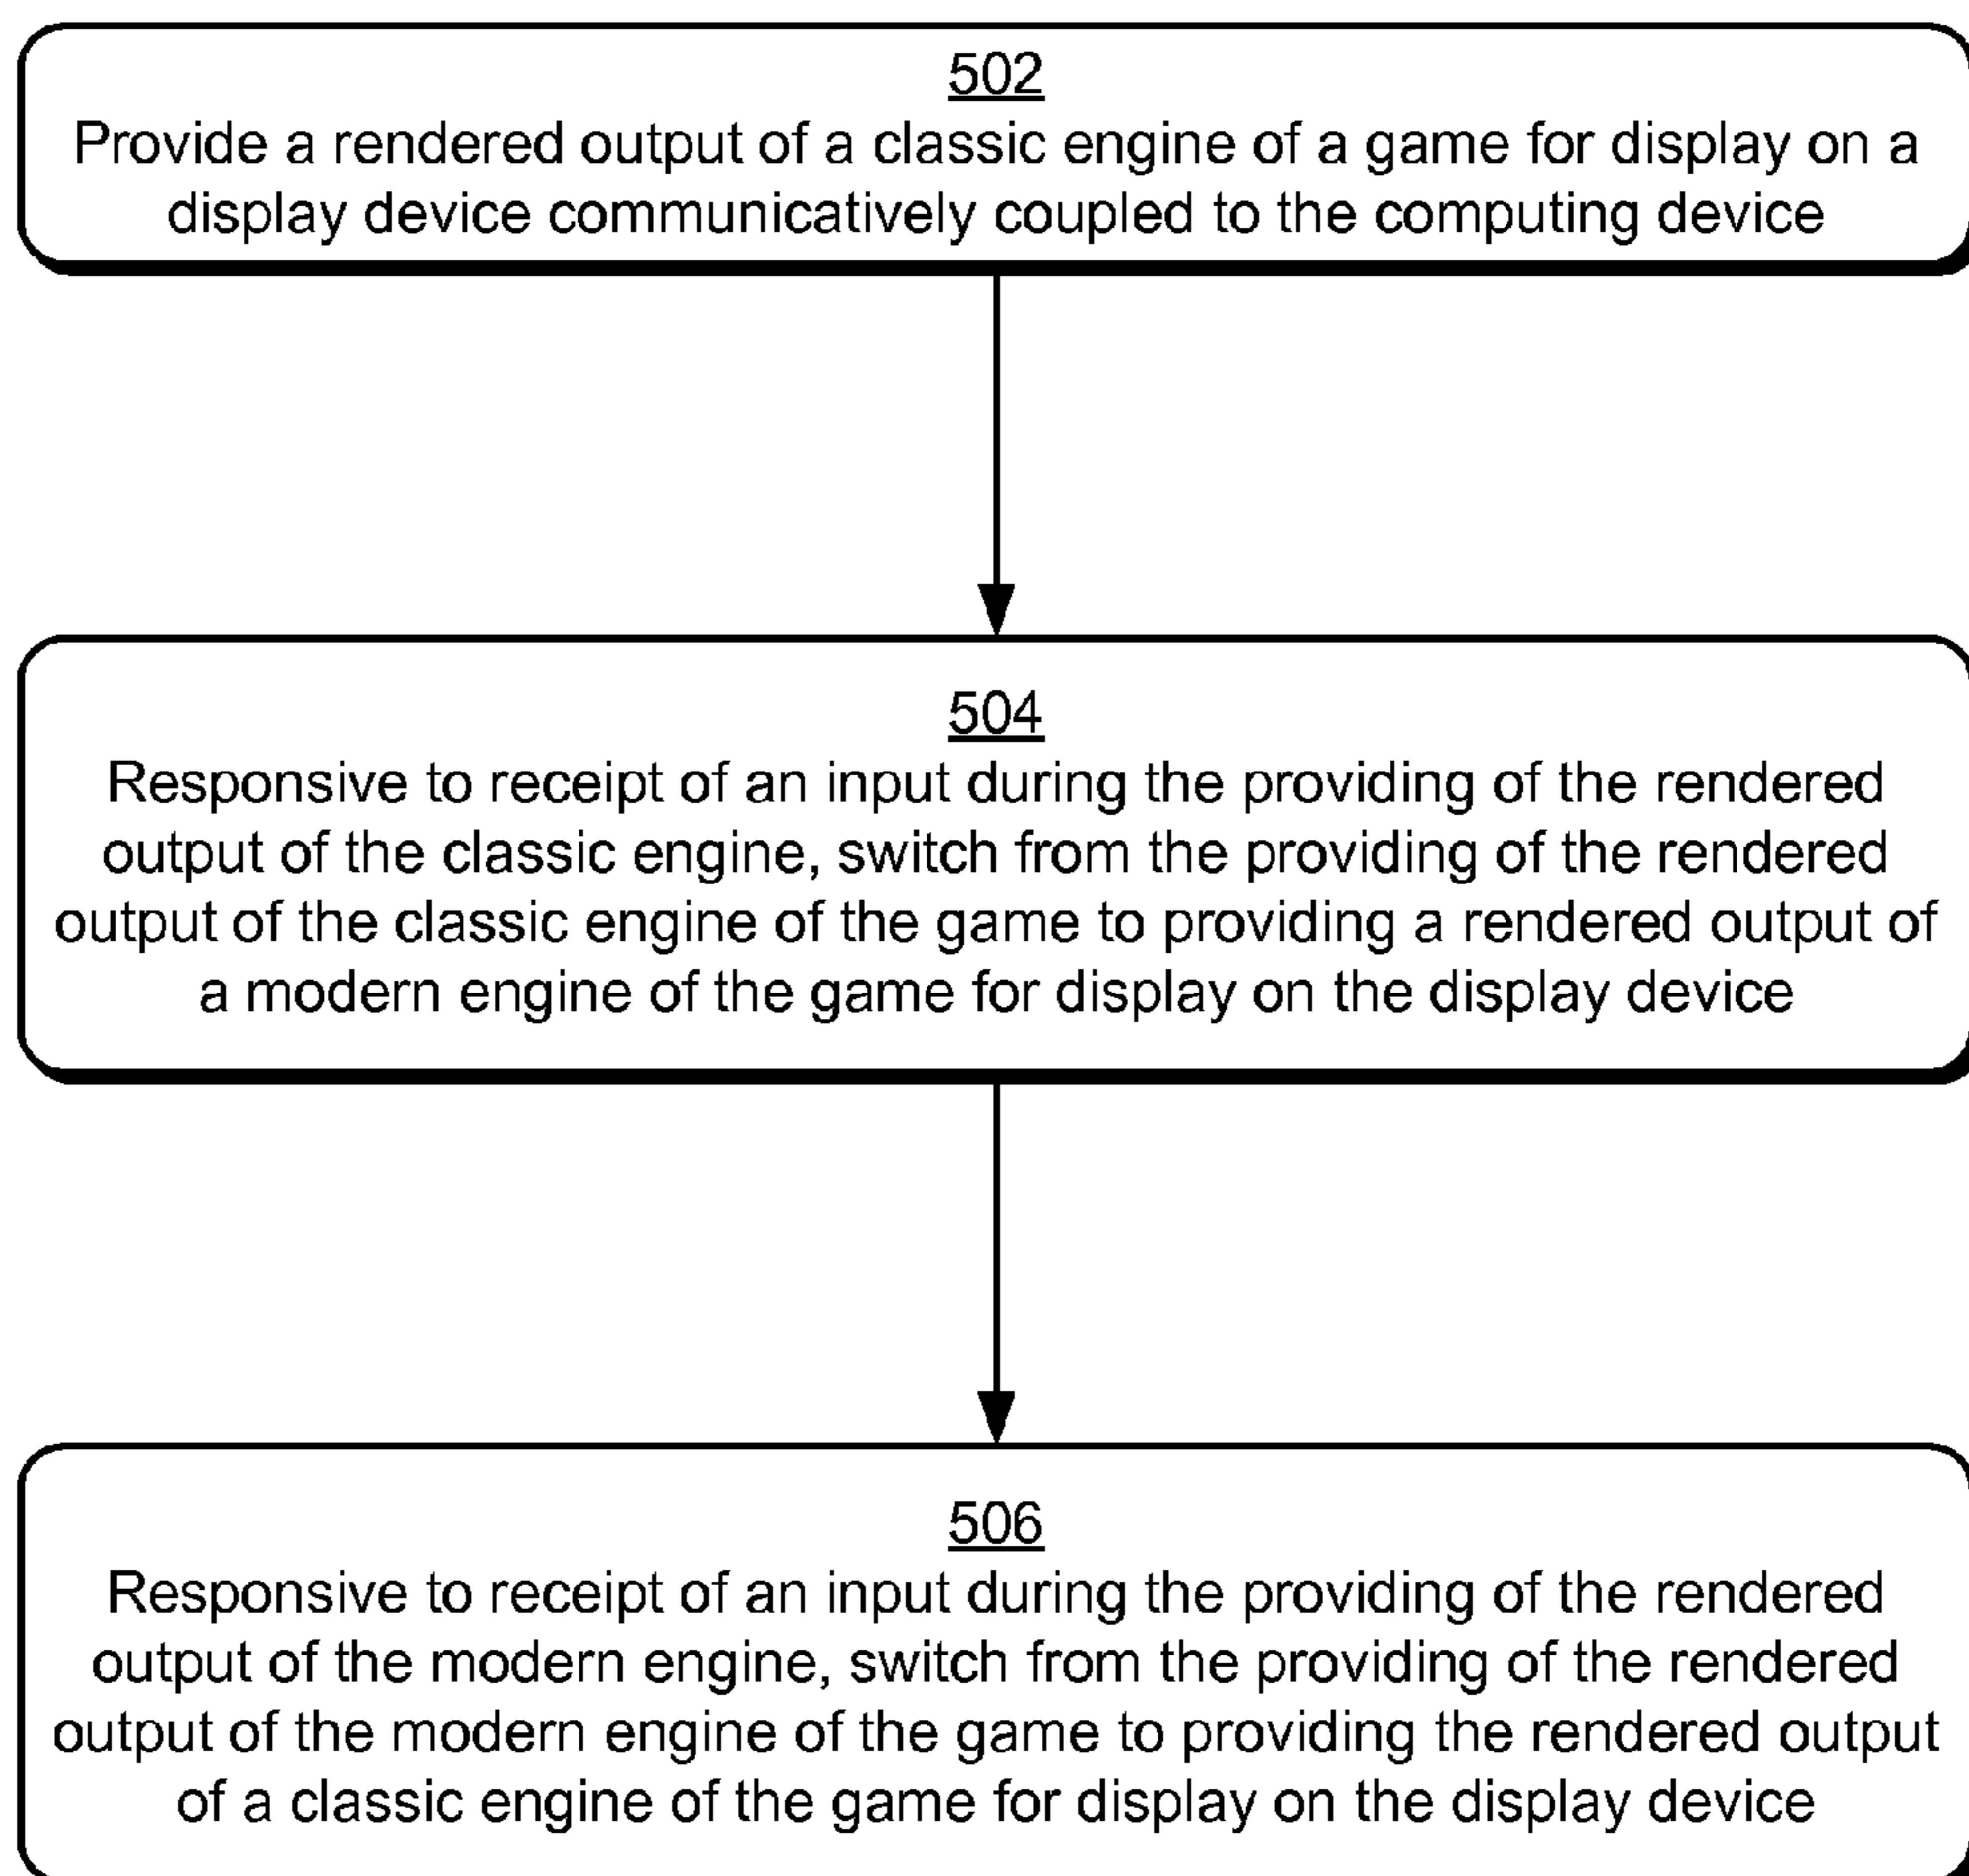 502
Provide a rendered output of a classic engine of a game for display on a
display device communicatively coupled to the computing device
504
Responsive to receipt of an input during the providing of the rendered
output of the classic engine, switch from the providing of the rendered
output of the classic engine of the game to providing a rendered output of
a modern engine of the game for display on the display device
506
Responsive to receipt of an input during the providing of the rendered
output of the modern engine, switch from the providing of the rendered
output of the modern engine of the game to providing the rendered output
of a classic engine of the game for display on the display device